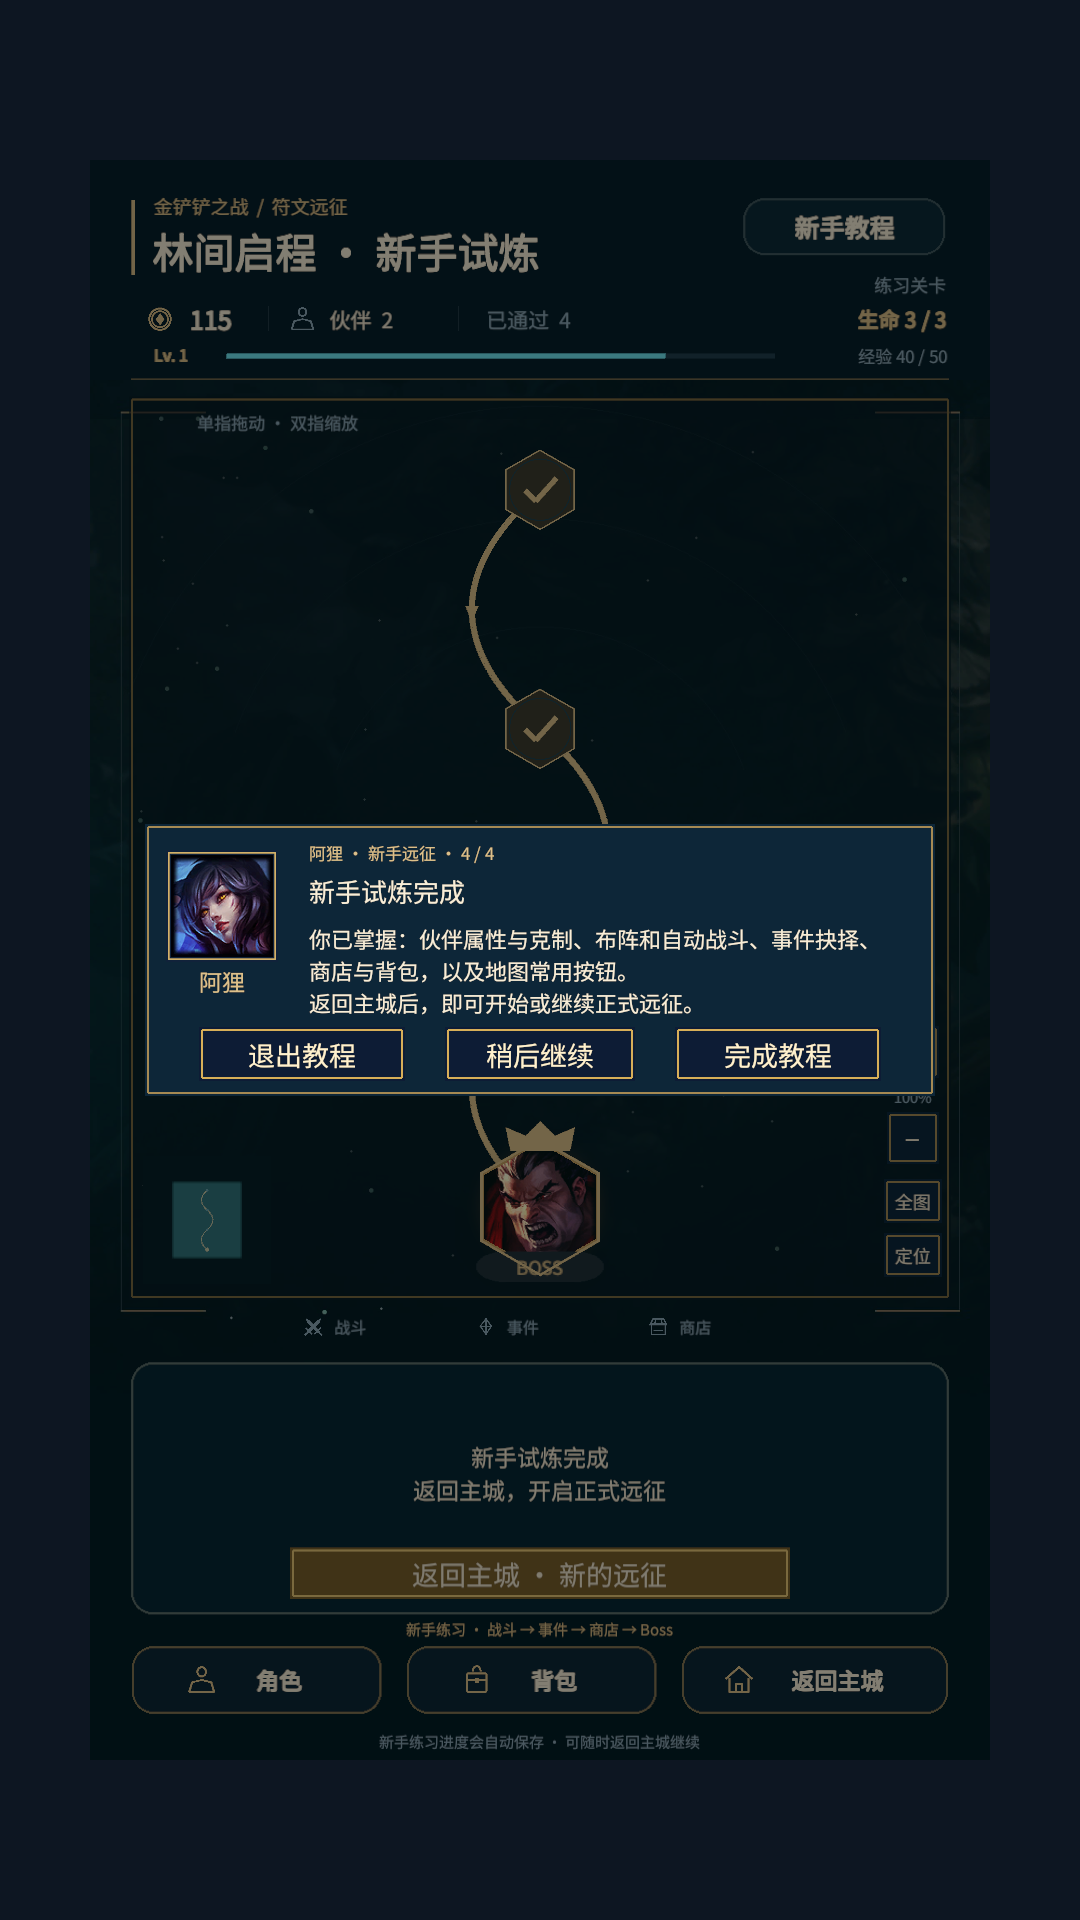 金铲铲之战 / 符文远征
新手教程
林间启程 · 新手试炼
练习关卡
115
伙伴 2
已通过 4
生命 3 / 3
Lv. 1
经验 40 / 50
单指拖动 · 双指缩放
阿狸 · 新手远征 · 4 / 4
新手试炼完成
你已掌握：伙伴属性与克制、布阵和自动战斗、事件抉择、
商店与背包，以及地图常用按钮。
返回主城后，即可开始或继续正式远征。
阿狸
退出教程
稍后继续
完成教程
100%
−
全图
定位
BOSS
战斗
事件
商店
新手试炼完成
返回主城，开启正式远征
返回主城 · 新的远征
新手练习 · 战斗 → 事件 → 商店 → Boss
角色
背包
返回主城
新手练习进度会自动保存 · 可随时返回主城继续